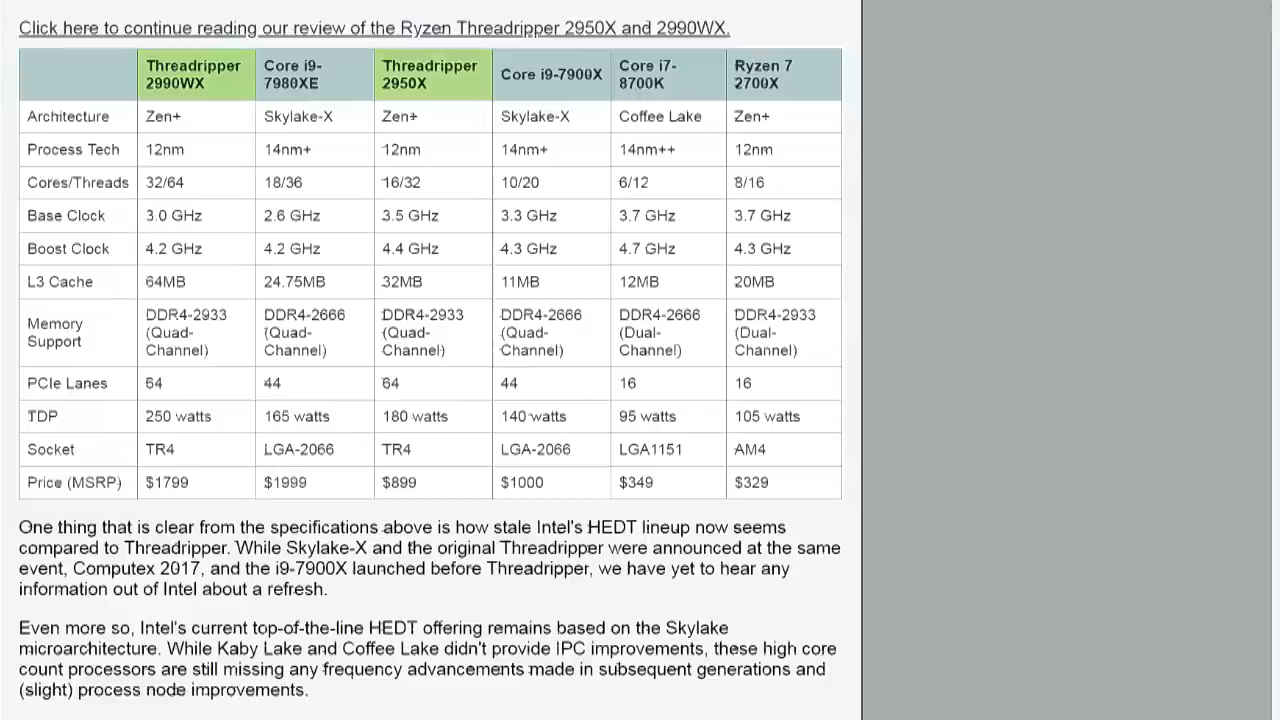 Click here to continue reading our review of the Ryzen Threadripper 2950X and 2990WX.
Threadripper 2990WX Core i9-7980XE Threadripper 2950X Core i9-7900X Core i7-8700K Ryzen 7 2700X
Architecture Zen+ Skylake-X Zen+ Skylake-X Coffee Lake Zen+
Process Tech 12nm 14nm+ 12nm 14nm+ 14nm++ 12nm
Cores/Threads 32/64 18/36 16/32 10/20 6/12 8/16
Base Clock 3.0 GHz 2.6 GHz 3.5 GHz 3.3 GHz 3.7 GHz 3.7 GHz
Boost Clock 4.2 GHz 4.2 GHz 4.4 GHz 4.3 GHz 4.7 GHz 4.3 GHz
L3 Cache 64MB 24.75MB 32MB 11MB 12MB 20MB
Memory Support DDR4-2933 (Quad-Channel) DDR4-2666 (Quad-Channel) DDR4-2933 (Quad-Channel) DDR4-2666 (Quad-Channel) DDR4-2666 (Dual-Channel) DDR4-2933 (Dual-Channel)
PCIe Lanes 64 44 64 44 16 16
TDP 250 watts 165 watts 180 watts 140 watts 95 watts 105 watts
Socket TR4 LGA-2066 TR4 LGA-2066 LGA1151 AM4
Price (MSRP) $1799 $1999 $899 $1000 $349 $329
One thing that is clear from the specifications above is how stale Intel's HEDT lineup now seems
compared to Threadripper. While Skylake-X and the original Threadripper were announced at the same
event, Computex 2017, and the i9-7900X launched before Threadripper, we have yet to hear any
information out of Intel about a refresh.
Even more so, Intel's current top-of-the-line HEDT offering remains based on the Skylake
microarchitecture. While Kaby Lake and Coffee Lake didn't provide IPC improvements, these high core
count processors are still missing any frequency advancements made in subsequent generations and
(slight) process node improvements.